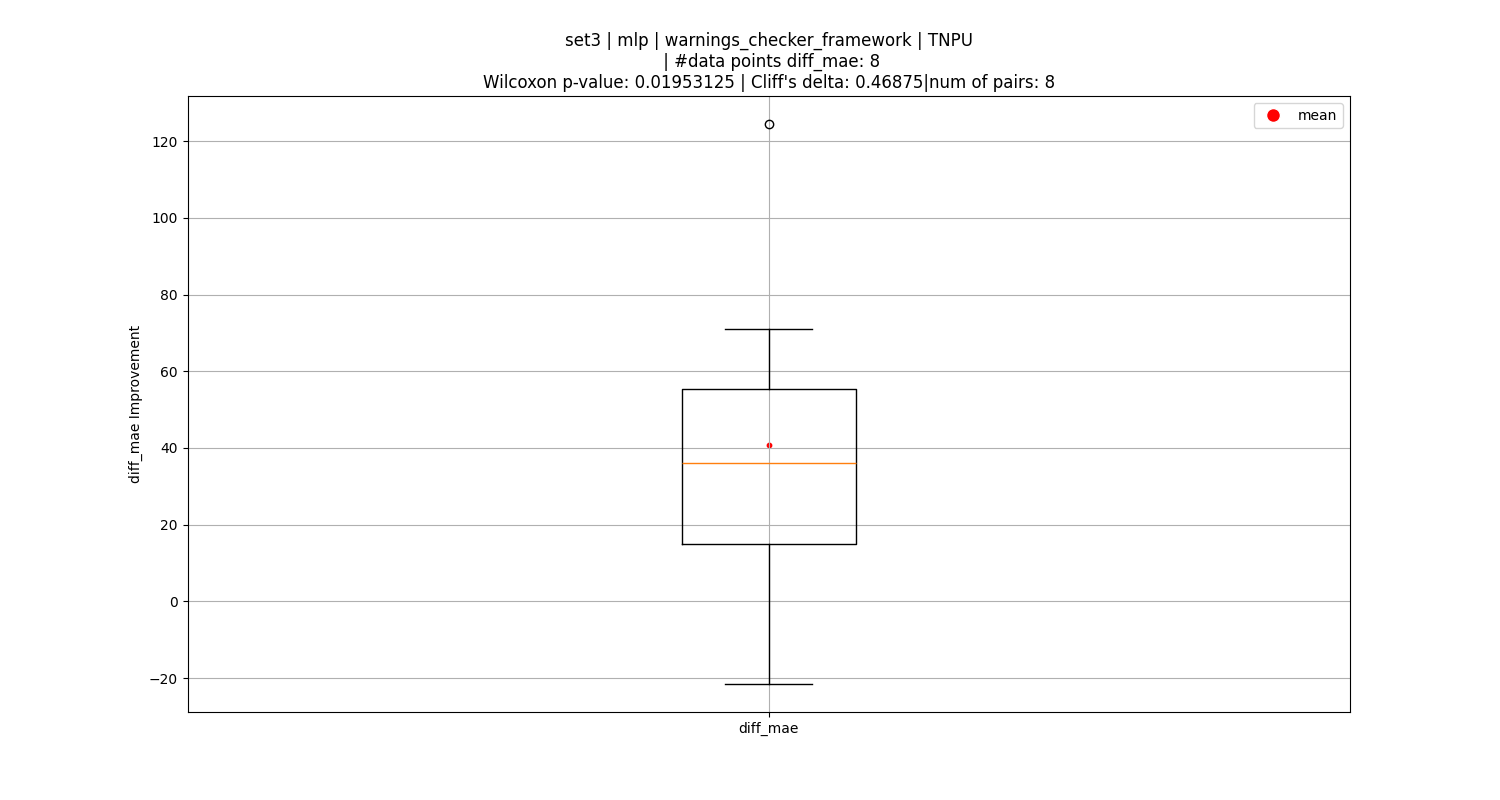 set3 | mlp | warnings_checker_framework | TNPU
| #data points diff_mae: 8
Wilcoxon p-value: 0.01953125 | Cliff's delta: 0.46875|num of pairs: 8
mean
120
100
80
60
40
20
0
−20
diff_mae Improvement
diff_mae